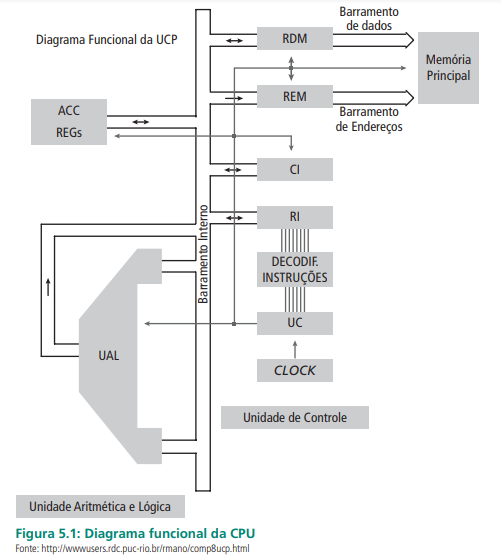 Diagrama Funcional da UCP
Barramento
de dados
RDM
Memória
Principal
REM
Barramento
de Endereços
ACC
REGs
CI
RI
Barramento Interno
DECODIF.
INSTRUÇÕES
UC
UAL
CLOCK
Unidade de Controle
Unidade Aritmética e Lógica
Figura 5.1: Diagrama funcional da CPU
Fonte: http://wwwusers.rdc.puc-rio.br/rmano/comp8ucp.html